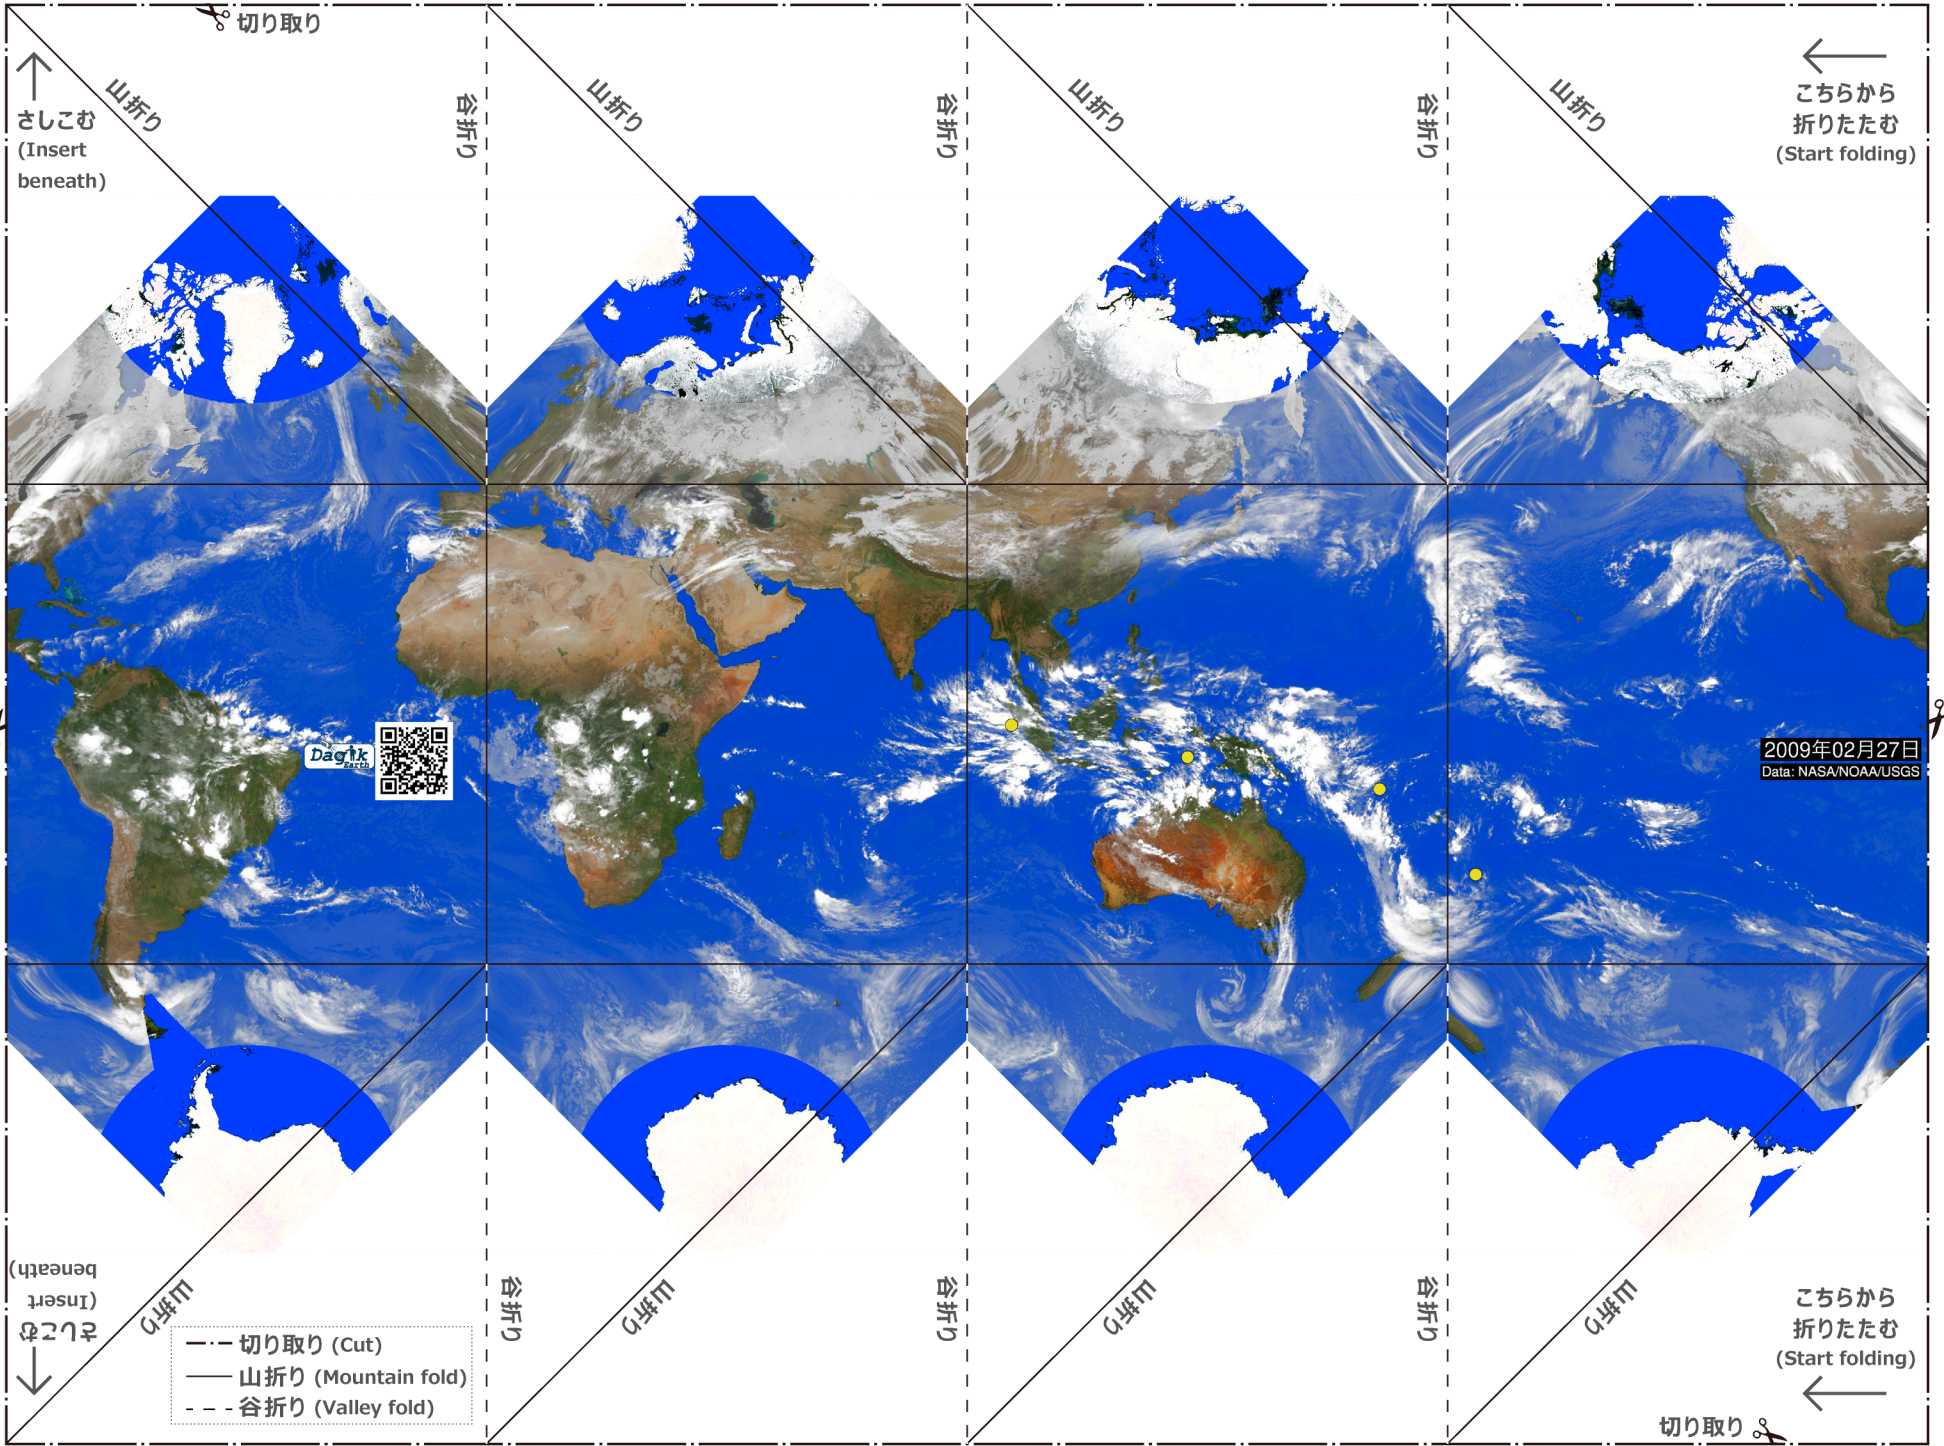 切り取り
山折り
谷折り
山折り
谷折り
山折り
谷折り
山折り
さしこむ
(Insert
beneath)
こちらから
折りたたむ
(Start folding)
Dagik
Earth
2009年02月27日
Data: NASA/NOAA/USGS
さしこむ
(Insert
beneath)
山折り
谷折り
山折り
谷折り
山折り
谷折り
山折り
切り取り (Cut)
山折り (Mountain fold)
谷折り (Valley fold)
こちらから
折りたたむ
(Start folding)
切り取り